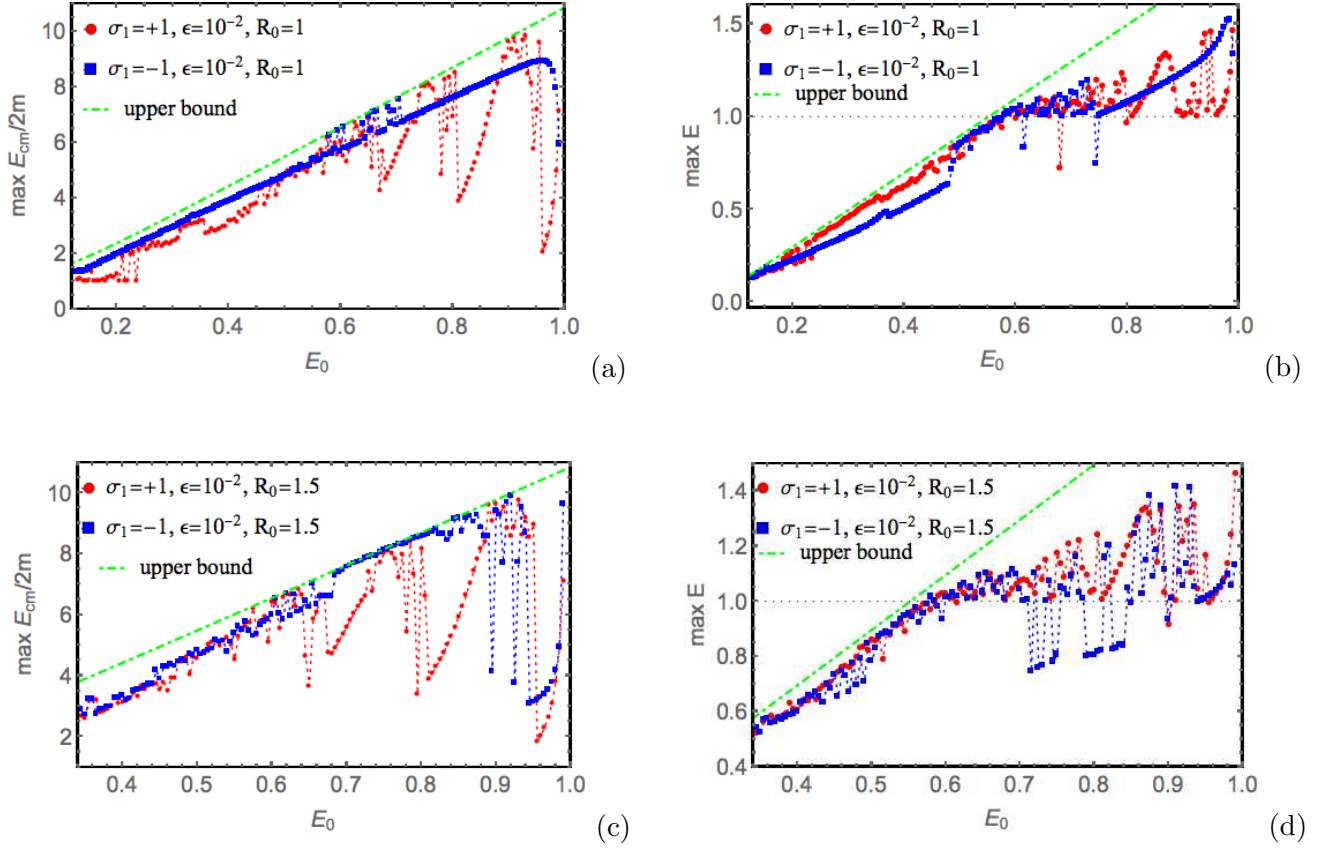 σ₁=+1, ϵ=10⁻², R₀=1
σ₁=−1, ϵ=10⁻², R₀=1
upper bound
max E_cm/2m
10
8
6
4
2
0
0.2 0.4 0.6 0.8 1.0
E₀
(a)
σ₁=+1, ϵ=10⁻², R₀=1
σ₁=−1, ϵ=10⁻², R₀=1
upper bound
max E
1.5
1.0
0.5
0.0
0.2 0.4 0.6 0.8 1.0
E₀
(b)
σ₁=+1, ϵ=10⁻², R₀=1.5
σ₁=−1, ϵ=10⁻², R₀=1.5
upper bound
max E_cm/2m
10
8
6
4
2
0.4 0.5 0.6 0.7 0.8 0.9 1.0
E₀
(c)
σ₁=+1, ϵ=10⁻², R₀=1.5
σ₁=−1, ϵ=10⁻², R₀=1.5
upper bound
max E
1.4
1.2
1.0
0.8
0.6
0.4
0.4 0.5 0.6 0.7 0.8 0.9 1.0
E₀
(d)